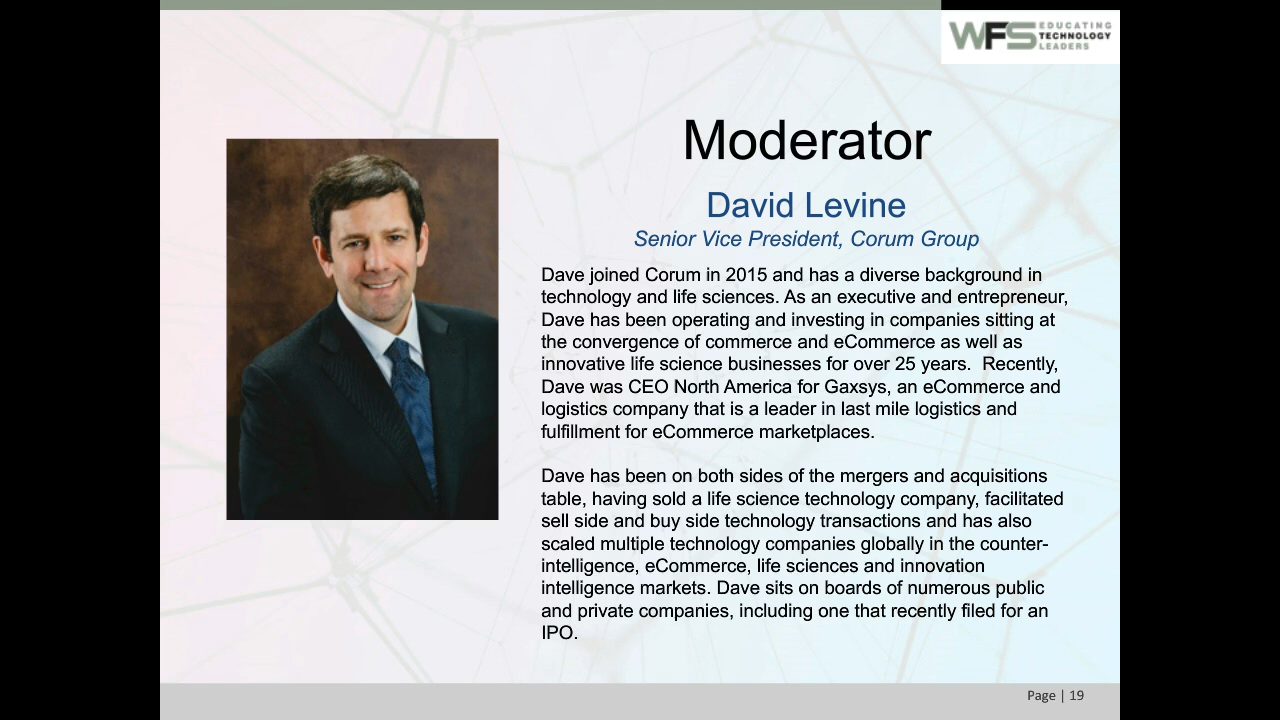 WFS EDUCATING
TECHNOLOGY
LEADERS
Moderator
David Levine
Senior Vice President, Corum Group
Dave joined Corum in 2015 and has a diverse background in
technology and life sciences. As an executive and entrepreneur,
Dave has been operating and investing in companies sitting at
the convergence of commerce and eCommerce as well as
innovative life science businesses for over 25 years.  Recently,
Dave was CEO North America for Gaxsys, an eCommerce and
logistics company that is a leader in last mile logistics and
fulfillment for eCommerce marketplaces.
Dave has been on both sides of the mergers and acquisitions
table, having sold a life science technology company, facilitated
sell side and buy side technology transactions and has also
scaled multiple technology companies globally in the counter-
intelligence, eCommerce, life sciences and innovation
intelligence markets. Dave sits on boards of numerous public
and private companies, including one that recently filed for an
IPO.
Page | 19